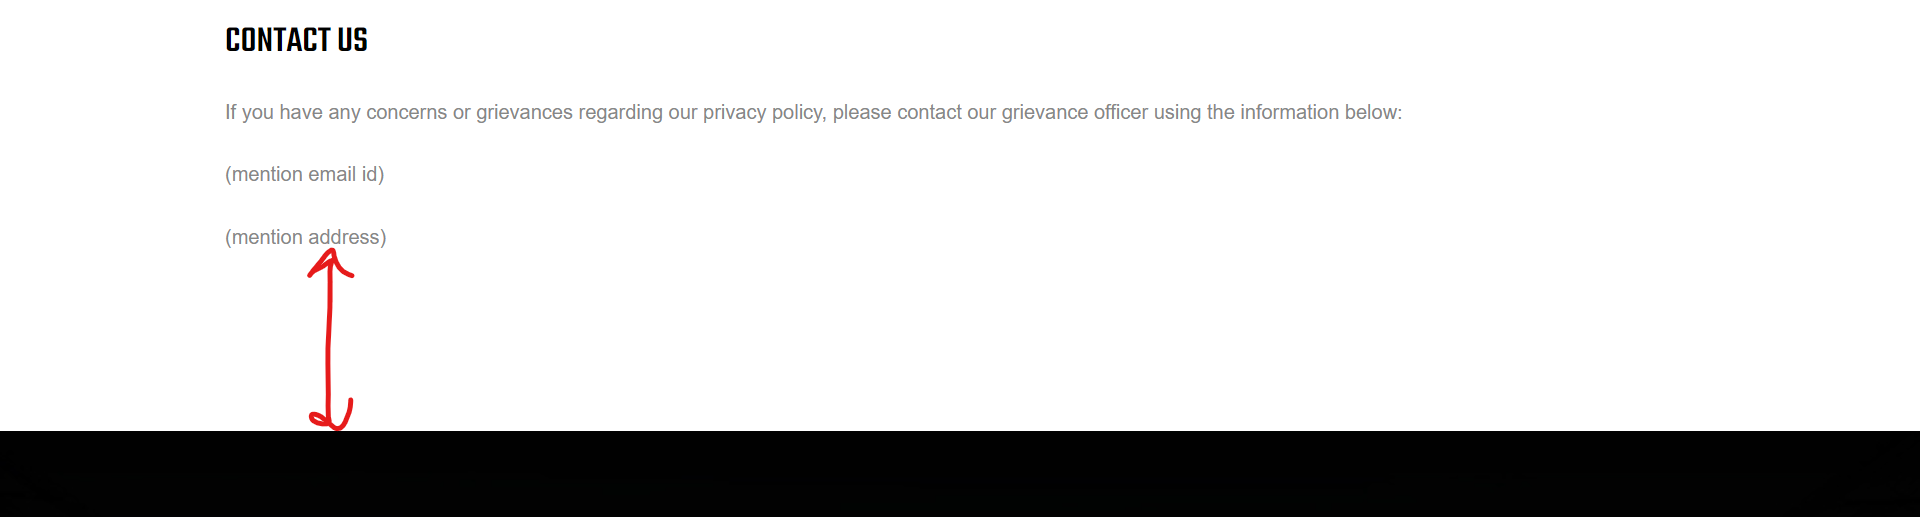 CONTACT US
If you have any concerns or grievances regarding our privacy policy, please contact our grievance officer using the information below:
(mention email id)
(mention address)